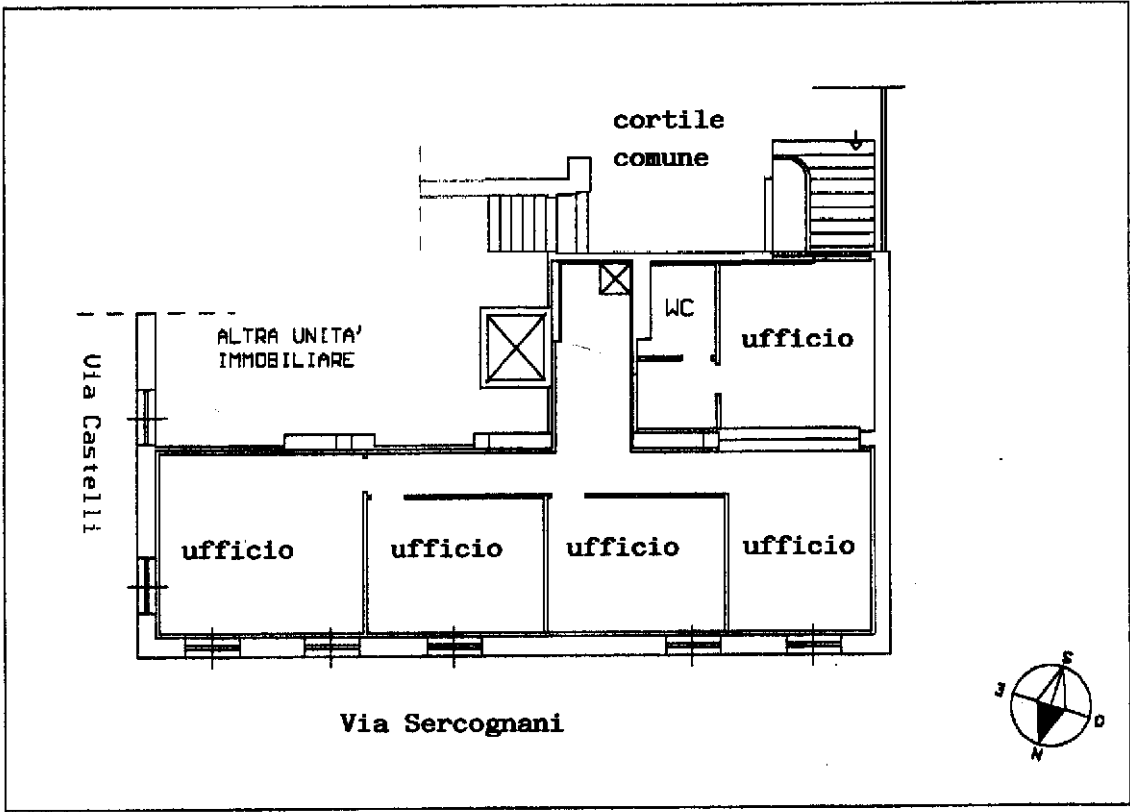 cortile
comune
WC
ufficio
ALTRA UNITA'
IMMOBILIARE
Via Castelli
ufficio
ufficio
ufficio
ufficio
Via Sercognani
S
E
O
N